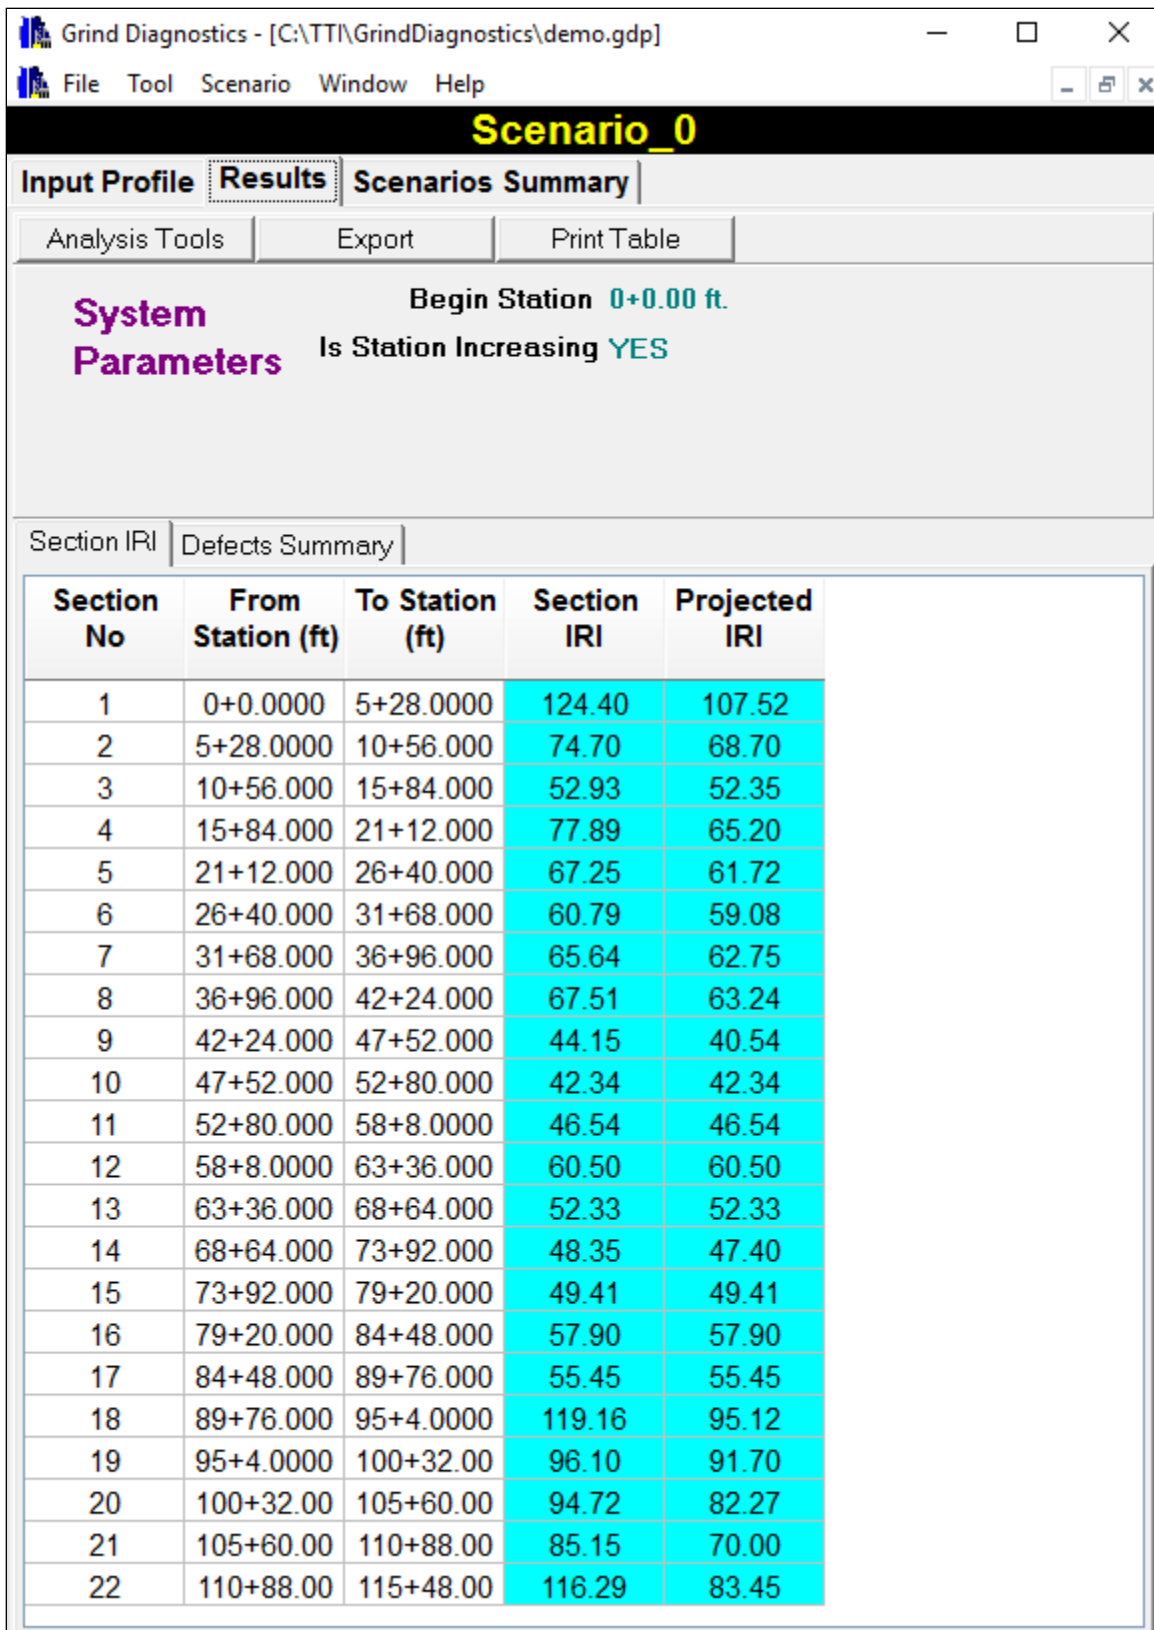 Grind Diagnostics - [C:\TTI\GrindDiagnostics\demo.gdp]
File Tool Scenario Window Help
Scenario_0
Input Profile Results Scenarios Summary
Analysis Tools Export Print Table
System Parameters
Begin Station 0+0.00 ft.
Is Station Increasing YES
Section IRI Defects Summary
Section No From Station (ft) To Station (ft) Section IRI Projected IRI
1 0+0.0000 5+28.0000 124.40 107.52
2 5+28.0000 10+56.000 74.70 68.70
3 10+56.000 15+84.000 52.93 52.35
4 15+84.000 21+12.000 77.89 65.20
5 21+12.000 26+40.000 67.25 61.72
6 26+40.000 31+68.000 60.79 59.08
7 31+68.000 36+96.000 65.64 62.75
8 36+96.000 42+24.000 67.51 63.24
9 42+24.000 47+52.000 44.15 40.54
10 47+52.000 52+80.000 42.34 42.34
11 52+80.000 58+8.0000 46.54 46.54
12 58+8.0000 63+36.000 60.50 60.50
13 63+36.000 68+64.000 52.33 52.33
14 68+64.000 73+92.000 48.35 47.40
15 73+92.000 79+20.000 49.41 49.41
16 79+20.000 84+48.000 57.90 57.90
17 84+48.000 89+76.000 55.45 55.45
18 89+76.000 95+4.0000 119.16 95.12
19 95+4.0000 100+32.00 96.10 91.70
20 100+32.00 105+60.00 94.72 82.27
21 105+60.00 110+88.00 85.15 70.00
22 110+88.00 115+48.00 116.29 83.45